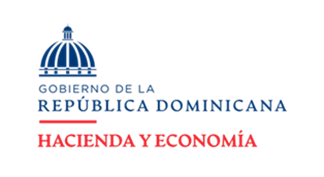 GOBIERNO DE LA
REPÚBLICA DOMINICANA
HACIENDA Y ECONOMÍA